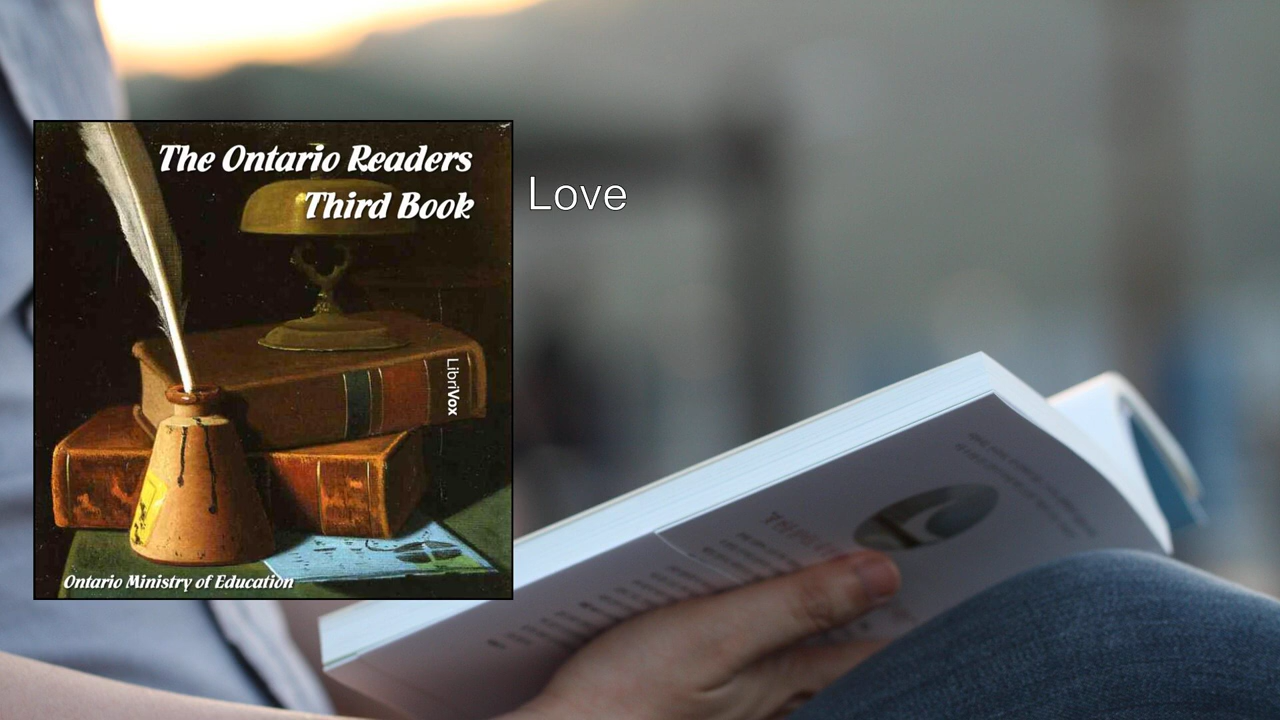 The Ontario Readers
Third Book
Love
LibriVox
Ontario Ministry of Education